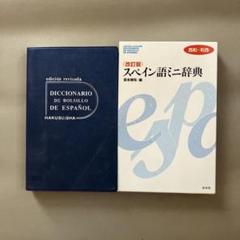 edición revisada
DICCIONARIO
DE BOLSILLO
DE ESPAÑOL
HAKUSUISHA
西和・和西
〈改訂版〉
スペイン語ミニ辞典
esp